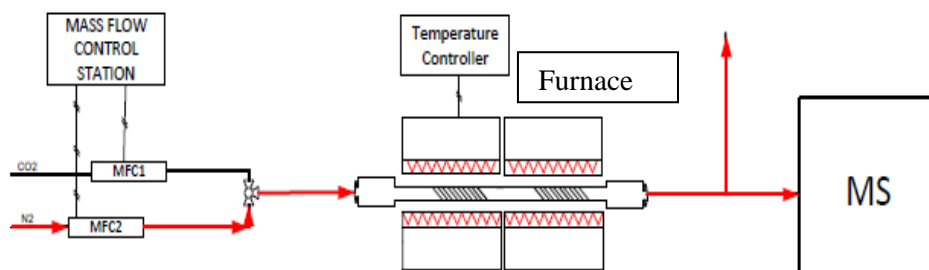 MASS FLOW
CONTROL
STATION
Temperature
Controller
Furnace
CO2
MFC1
N2
MFC2
MS